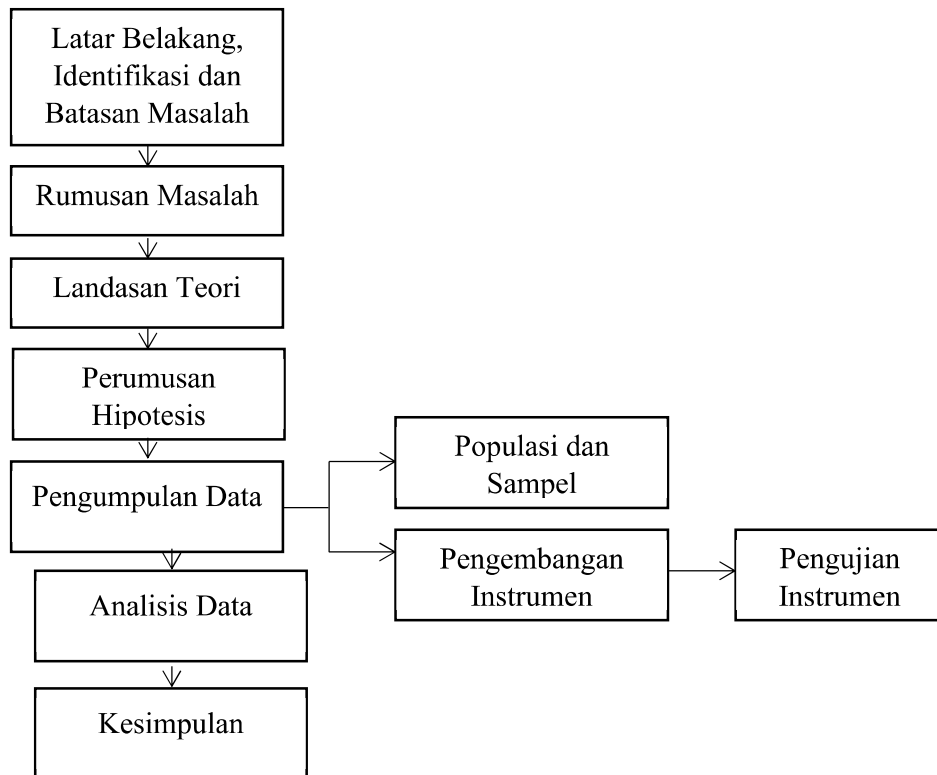 Latar Belakang,
Identifikasi dan
Batasan Masalah
Rumusan Masalah
Landasan Teori
Perumusan
Hipotesis
Pengumpulan Data
Populasi dan
Sampel
Pengembangan
Instrumen
Pengujian
Instrumen
Analisis Data
Kesimpulan